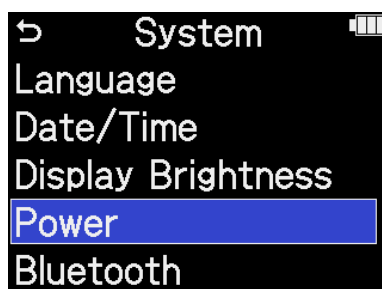 System
Language
Date/Time
Display Brightness
Power
Bluetooth